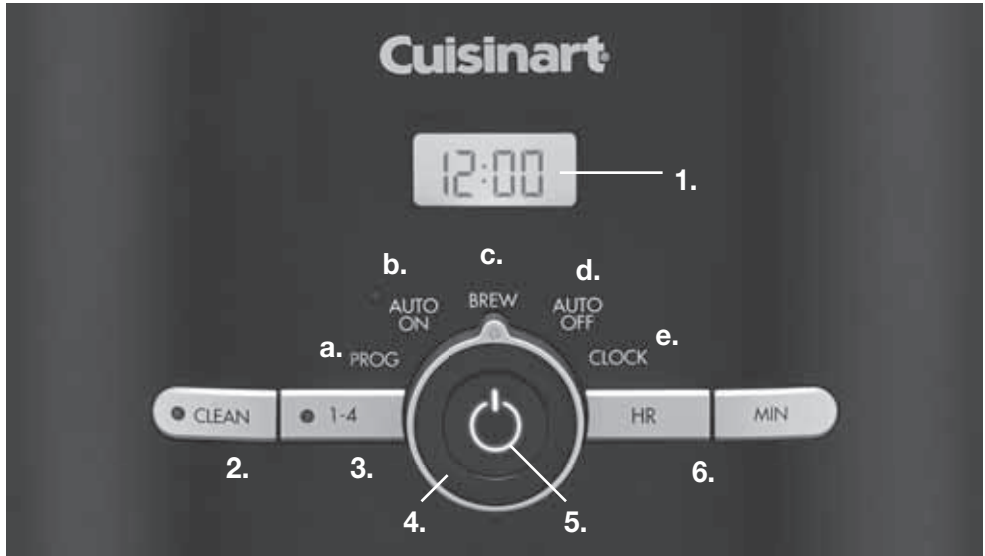 Cuisinart
12:00
1.
c.
b.
d.
AUTO
ON
BREW
AUTO
OFF
a.
PROG
CLOCK
e.
CLEAN
1-4
HR
MIN
2.
3.
6.
4.
5.